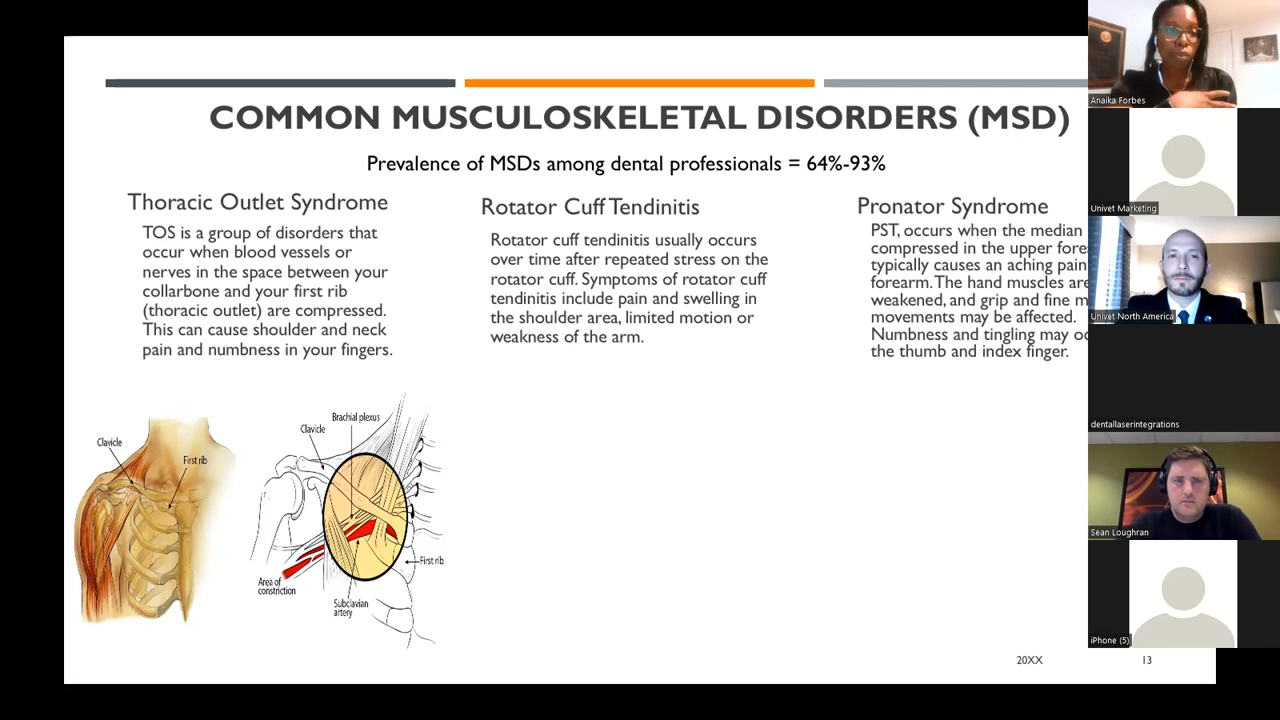 COMMON MUSCULOSKELETAL DISORDERS (MSD)
Prevalence of MSDs among dental professionals = 64%-93%
Thoracic Outlet Syndrome
TOS is a group of disorders that
occur when blood vessels or
nerves in the space between your
collarbone and your first rib
(thoracic outlet) are compressed.
This can cause shoulder and neck
pain and numbness in your fingers.
Rotator Cuff Tendinitis
Rotator cuff tendinitis usually occurs
over time after repeated stress on the
rotator cuff. Symptoms of rotator cuff
tendinitis include pain and swelling in
the shoulder area, limited motion or
weakness of the arm.
Pronator Syndrome
PST, occurs when the median
compressed in the upper
typically causes an aching pain
forearm. The hand muscles are
weakened, and grip and fine
movements may be affected.
Numbness and tingling may
the thumb and index finger.
Clavicle
First rib
Brachial plexus
Clavicle
First rib
Area of
constriction
Subclavian
artery
20XX
13
Anaika Forbes
Univet Marketing
Univet North America
dentallaserintegrations
Sean Loughran
iPhone (5)